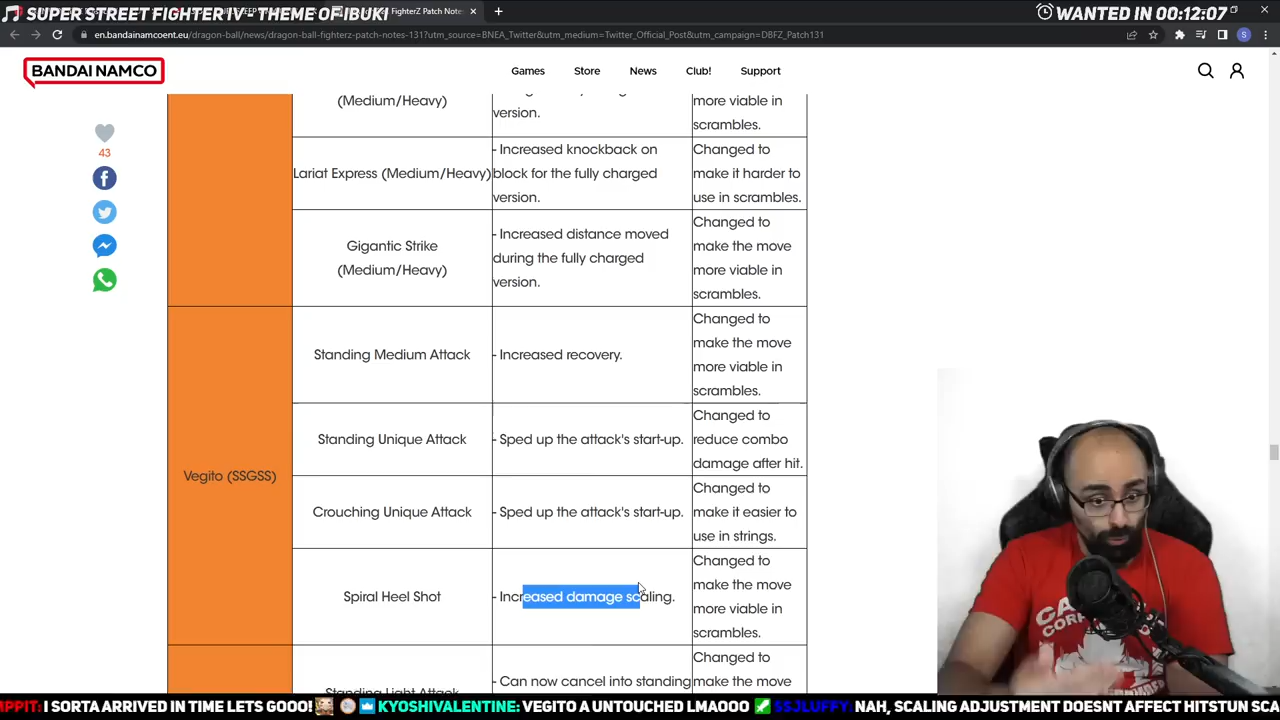 SUPER STREET FIGHTER IV - THEME OF IBUKI
FighterZ Patch Note
WANTED IN 00:12:07
en.bandainamcoent.eu/dragon-ball/news/dragon-ball-fighterz-patch-notes-131?utm_source=BNEA_Twitter&utm_medium=Twitter_Official_Post&utm_campaign=DBFZ_Patch131
S
BANDAI NAMCO
Games
Store
News
Club!
Support
43
(Medium/Heavy)
version.
more viable in
scrambles.
Lariat Express (Medium/Heavy)
- Increased knockback on
block for the fully charged
version.
Changed to
make it harder to
use in scrambles.
Gigantic Strike
(Medium/Heavy)
- Increased distance moved
during the fully charged
version.
Changed to
make the move
more viable in
scrambles.
Vegito (SSGSS)
Standing Medium Attack
- Increased recovery.
Changed to
make the move
more viable in
scrambles.
Standing Unique Attack
- Sped up the attack's start-up.
Changed to
reduce combo
damage after hit.
Crouching Unique Attack
- Sped up the attack's start-up.
Changed to
make it easier to
use in strings.
Spiral Heel Shot
- Increased damage scaling.
Changed to
make the move
more viable in
scrambles.
Standing Light Attack
- Can now cancel into standing
Changed to
make the move
MPPIT: I SORTA ARRIVED IN TIME LETS GOOO! KYOSHIVALENTINE: VEGITO A UNTOUCHED LMAOOO SSJLUFFY: NAH, SCALING ADJUSTMENT DOESNT AFFECT HITSTUN SCA